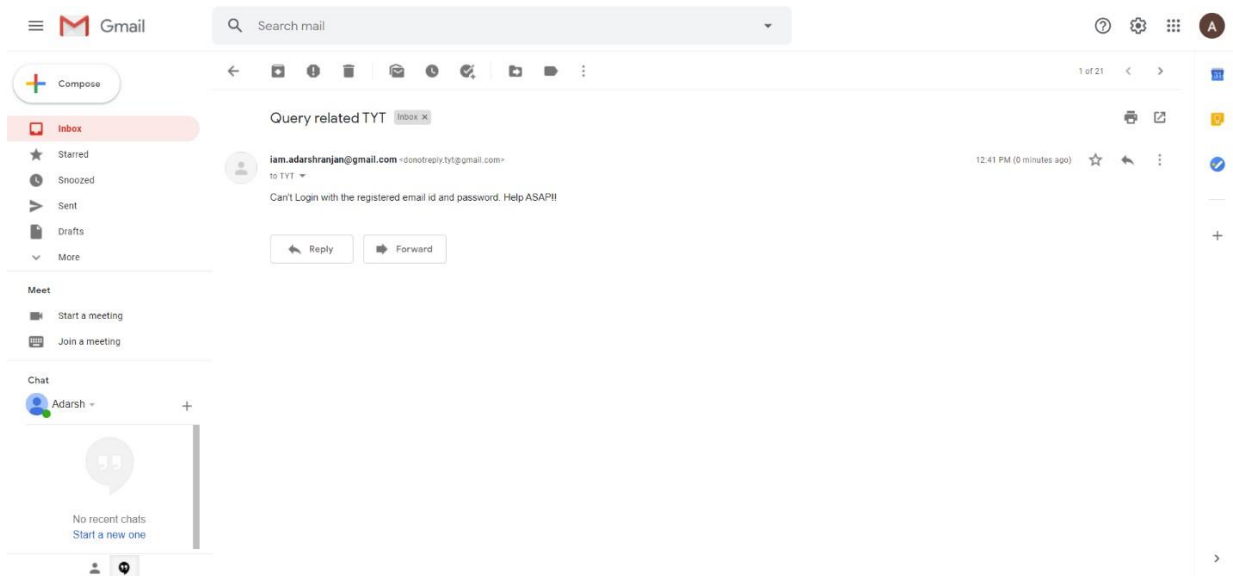 Gmail
Search mail
A
Compose
1 of 21
31
Inbox
Query related TYT Inbox ×
Starred
iam.adarshranjan@gmail.com <donotreply.tyt@gmail.com>
12:41 PM (0 minutes ago)
to TYT
Snoozed
Can't Login with the registered email id and password. Help ASAP!!
Sent
Drafts
Reply
Forward
More
Meet
Start a meeting
Join a meeting
Chat
Adarsh
No recent chats
Start a new one